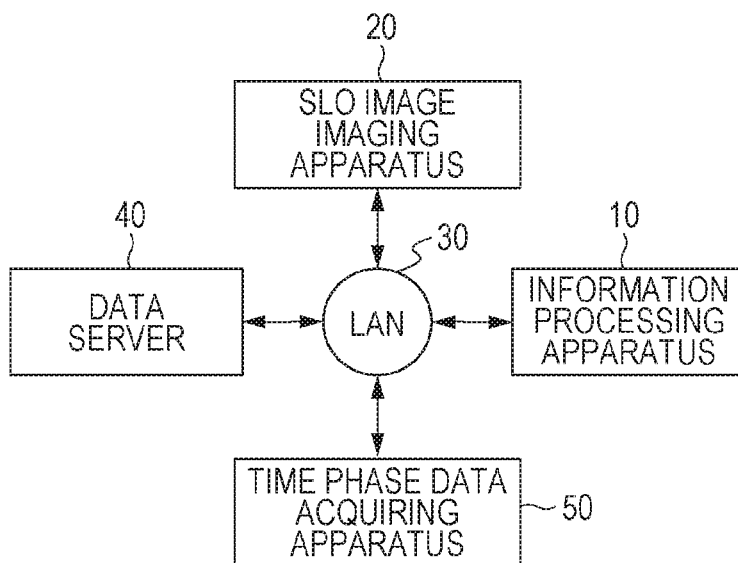 20
SLO IMAGE
IMAGING
APPARATUS
40
30
10
DATA
SERVER
LAN
INFORMATION
PROCESSING
APPARATUS
TIME PHASE DATA
ACQUIRING
APPARATUS
50